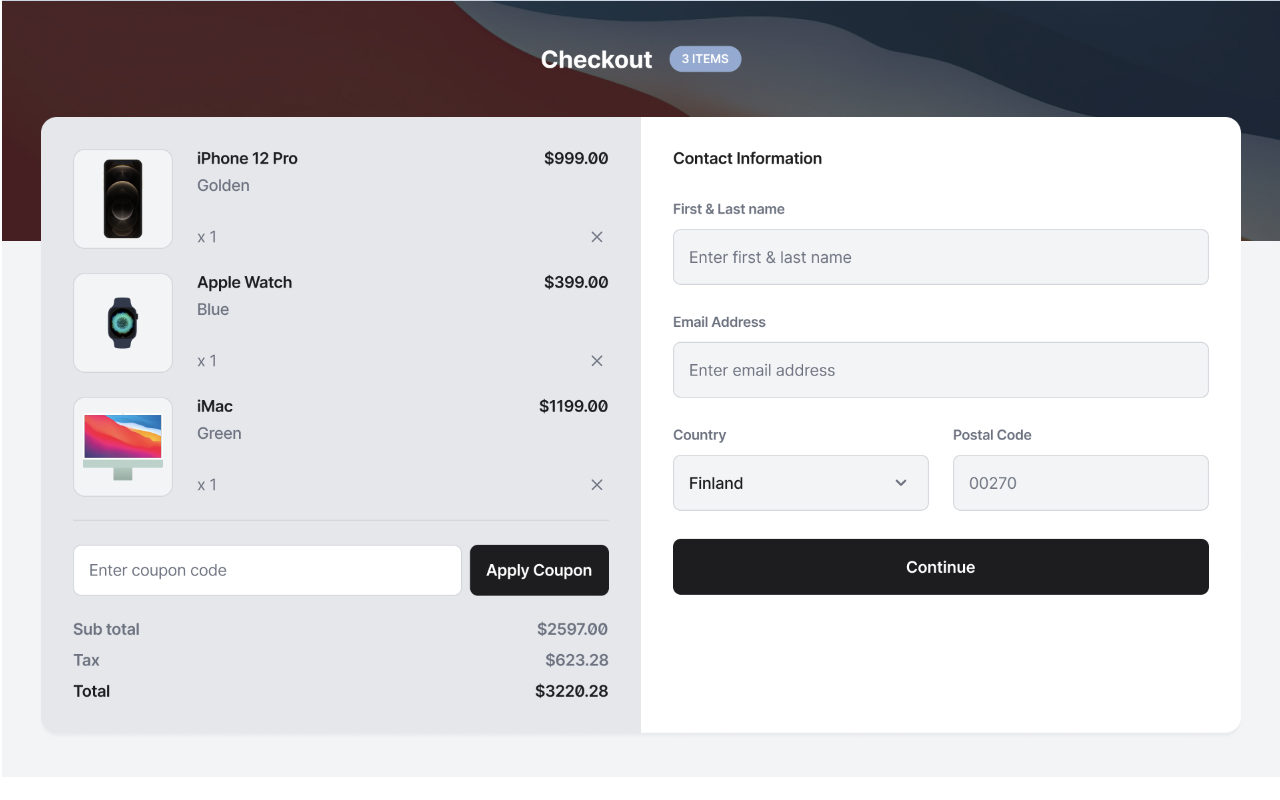 Checkout 3 ITEMS
iPhone 12 Pro $999.00
Golden
x 1
Apple Watch $399.00
Blue
x 1
iMac $1199.00
Green
x 1
Enter coupon code Apply Coupon
Sub total $2597.00
Tax $623.28
Total $3220.28
Contact Information
First & Last name
Enter first & last name
Email Address
Enter email address
Country Postal Code
Finland 00270
Continue